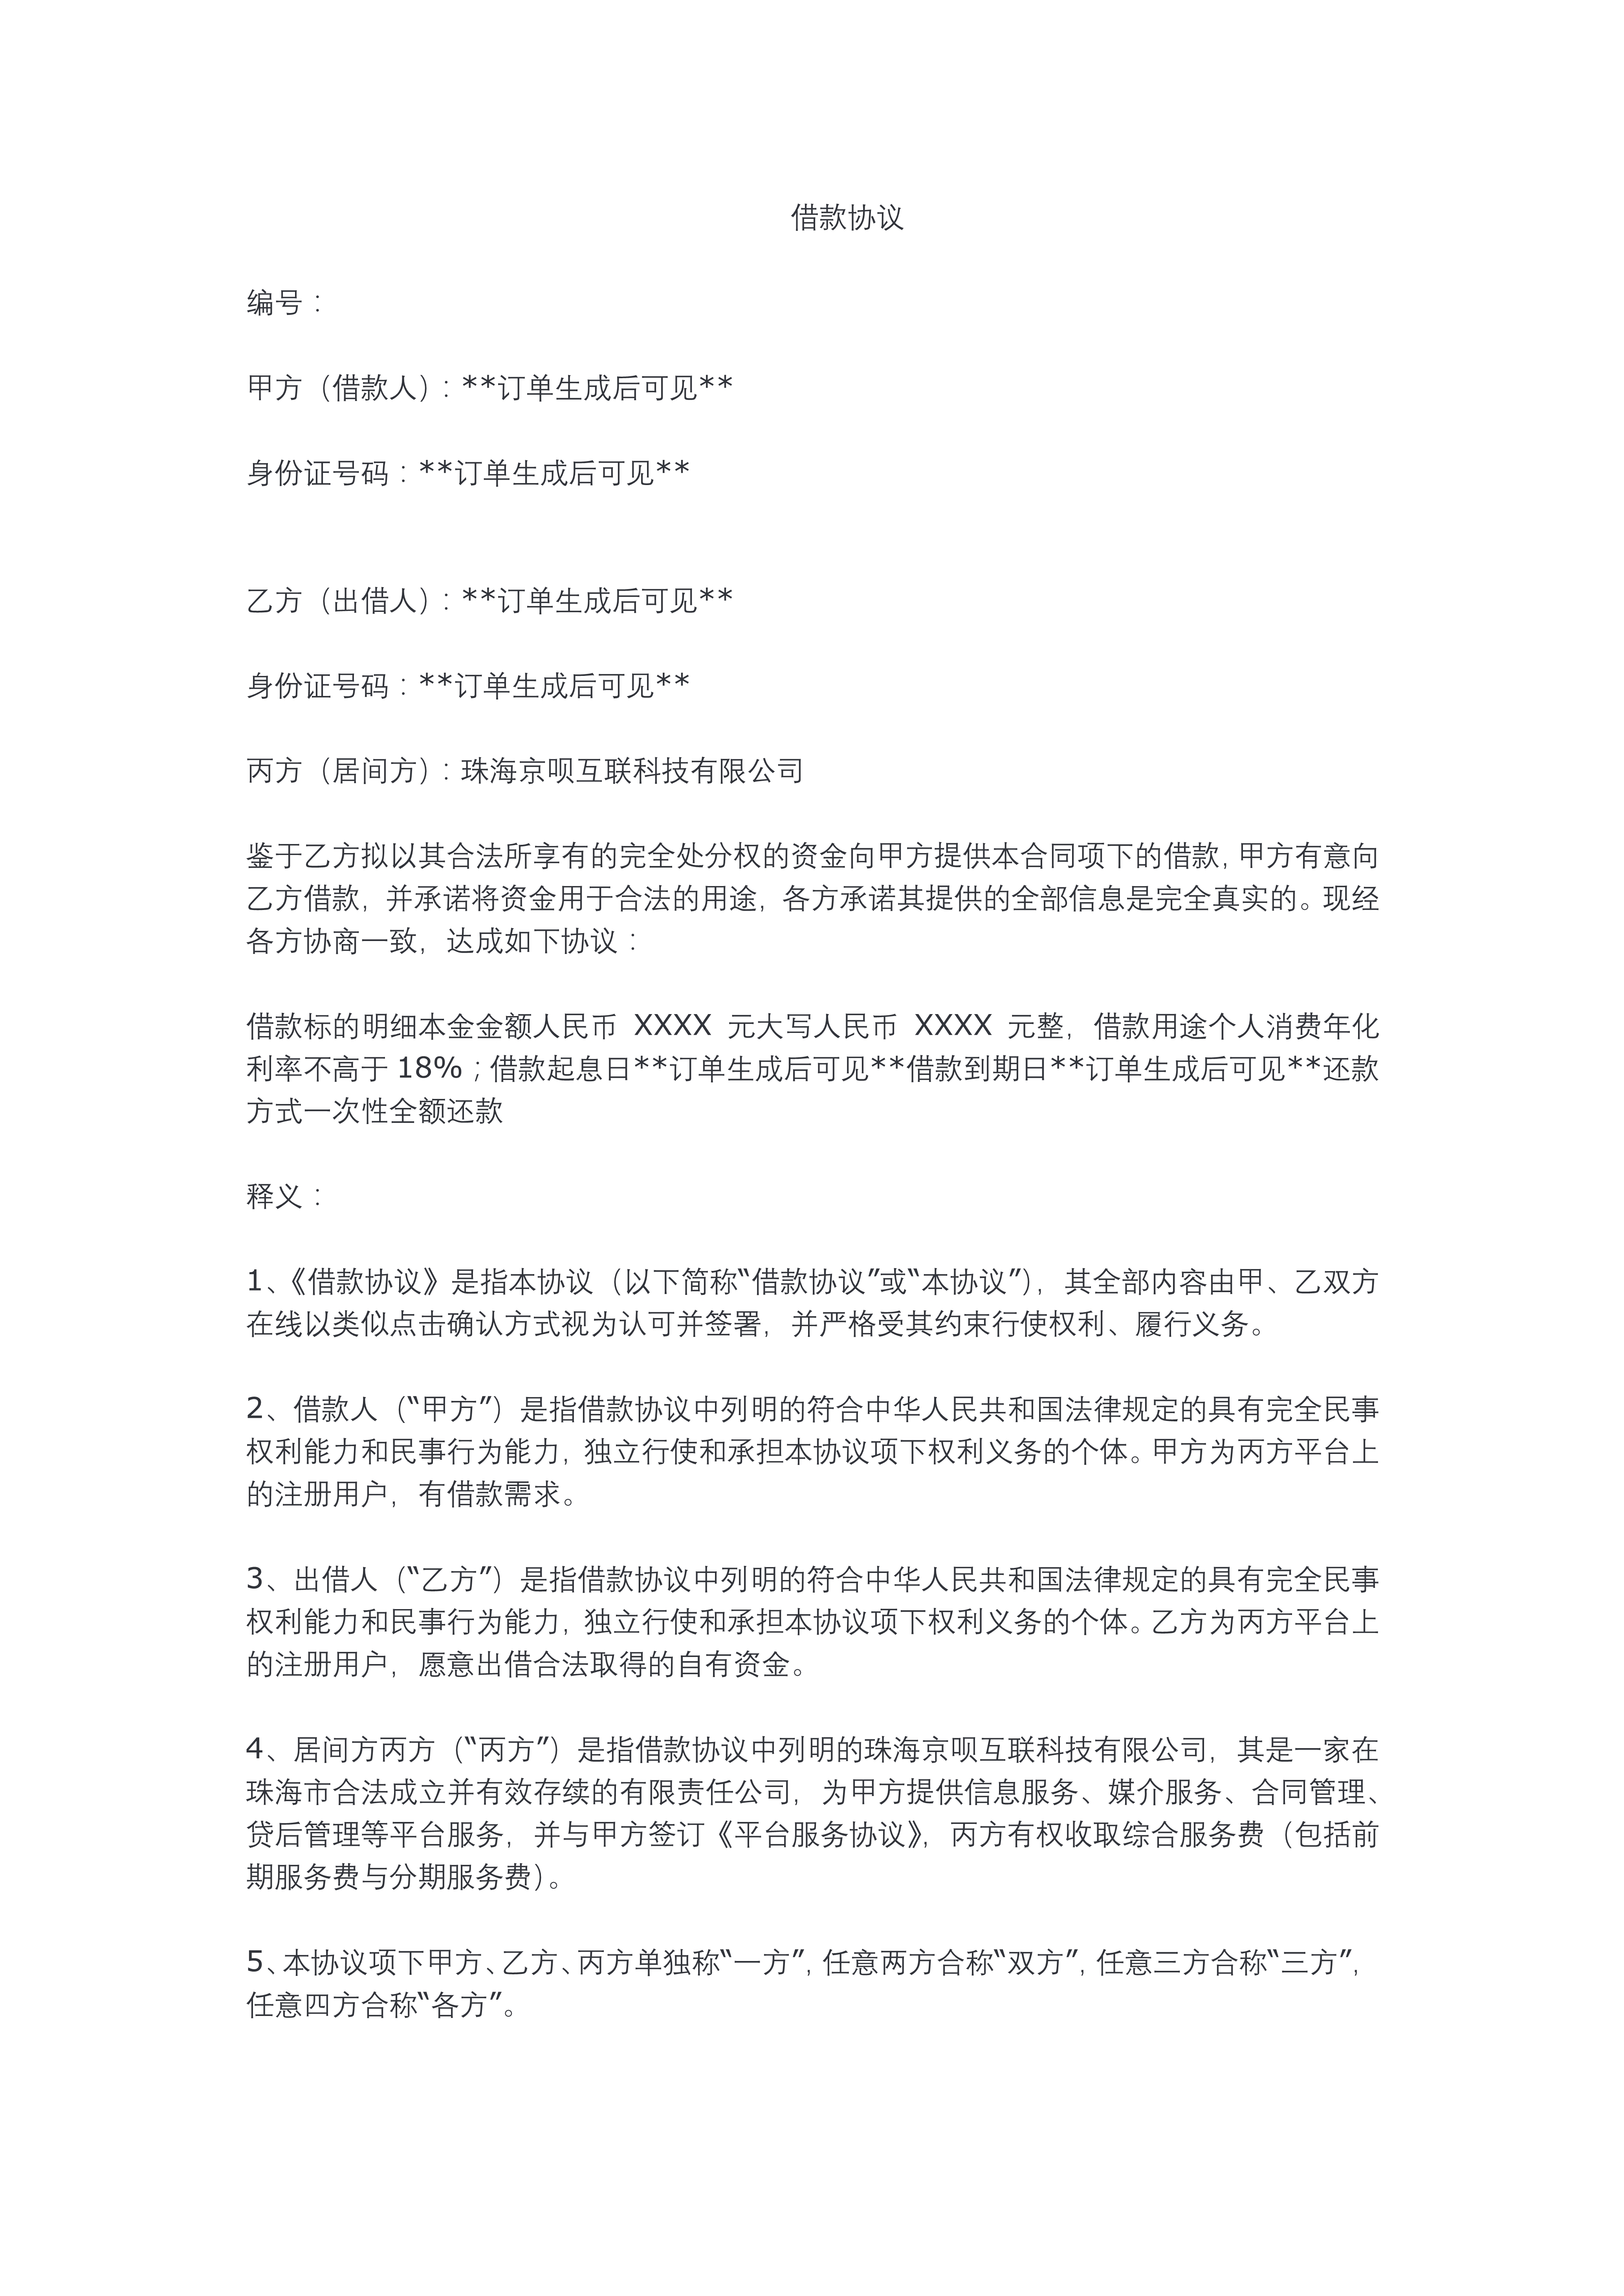 借款协议
编号：
甲方（借款人）：**订单生成后可见**
身份证号码：**订单生成后可见**
乙方（出借人）：**订单生成后可见**
身份证号码：**订单生成后可见**
丙方（居间方）：珠海京呗互联科技有限公司
鉴于乙方拟以其合法所享有的完全处分权的资金向甲方提供本合同项下的借款，甲方有意向
乙方借款，并承诺将资金用于合法的用途，各方承诺其提供的全部信息是完全真实的。现经
各方协商一致，达成如下协议：
借款标的明细本金金额人民币 XXXX 元大写人民币 XXXX 元整，借款用途个人消费年化
利率不高于 18%；借款起息日**订单生成后可见**借款到期日**订单生成后可见**还款
方式一次性全额还款
释义：
1、《借款协议》是指本协议（以下简称“借款协议”或“本协议”），其全部内容由甲、乙双方
在线以类似点击确认方式视为认可并签署，并严格受其约束行使权利、履行义务。
2、借款人（“甲方”）是指借款协议中列明的符合中华人民共和国法律规定的具有完全民事
权利能力和民事行为能力，独立行使和承担本协议项下权利义务的个体。甲方为丙方平台上
的注册用户，有借款需求。
3、出借人（“乙方”）是指借款协议中列明的符合中华人民共和国法律规定的具有完全民事
权利能力和民事行为能力，独立行使和承担本协议项下权利义务的个体。乙方为丙方平台上
的注册用户，愿意出借合法取得的自有资金。
4、居间方丙方（“丙方”）是指借款协议中列明的珠海京呗互联科技有限公司，其是一家在
珠海市合法成立并有效存续的有限责任公司，为甲方提供信息服务、媒介服务、合同管理、
贷后管理等平台服务，并与甲方签订《平台服务协议》，丙方有权收取综合服务费（包括前
期服务费与分期服务费）。
5、本协议项下甲方、乙方、丙方单独称“一方”，任意两方合称“双方”，任意三方合称“三方”，
任意四方合称“各方”。